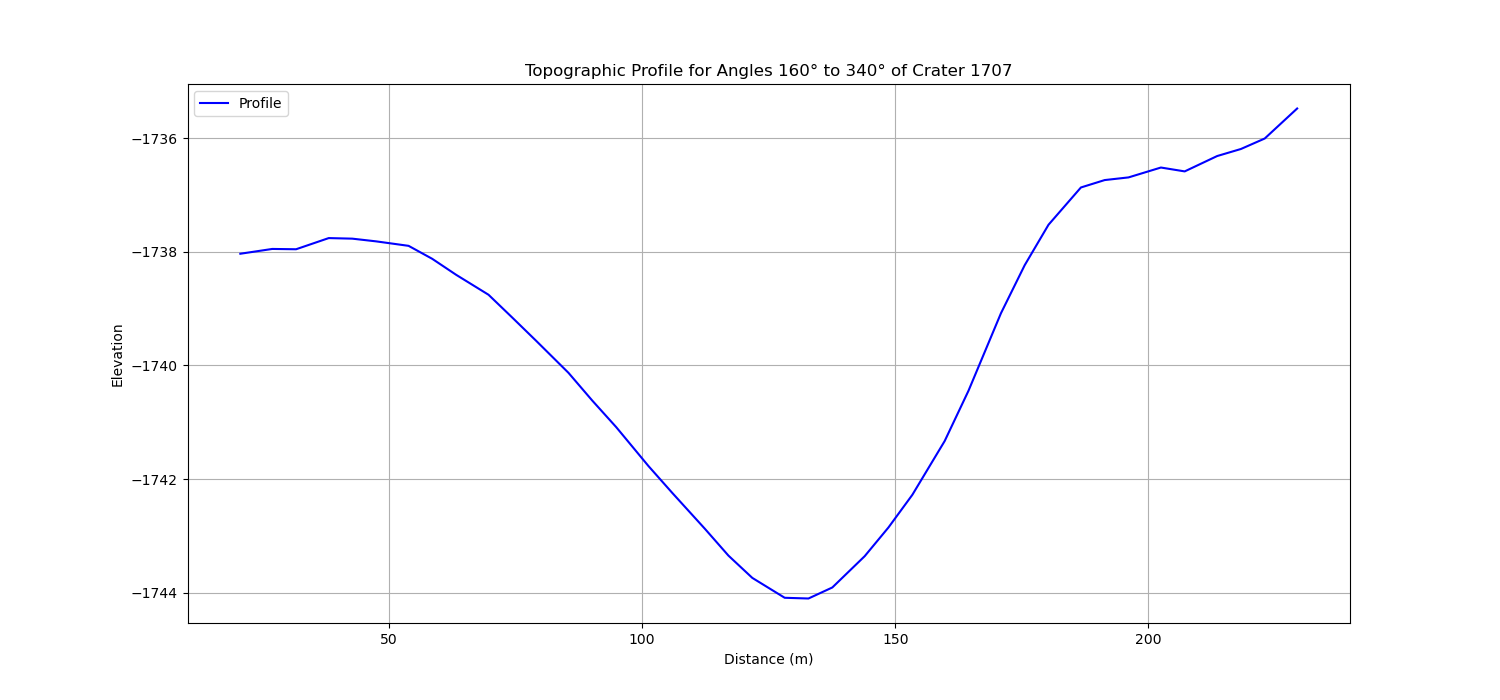 Topographic Profile for Angles 160° to 340° of Crater 1707
Profile
−1736
−1738
−1740
−1742
−1744
Elevation
50
100
150
200
Distance (m)